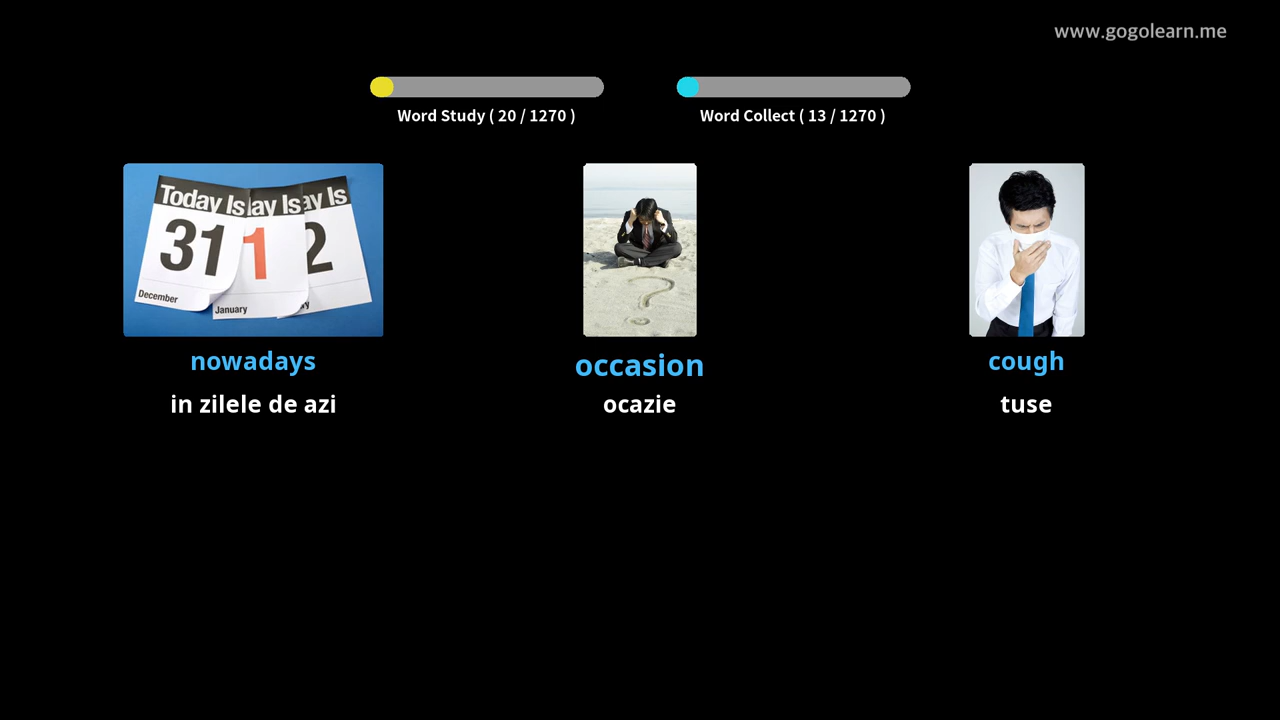 www.gogolearn.me
Word Study ( 20 / 1270 )
Word Collect ( 13 / 1270 )
Today Is
ay Is
ay Is
31
1
2
December
January
nowadays
occasion
cough
in zilele de azi
ocazie
tuse